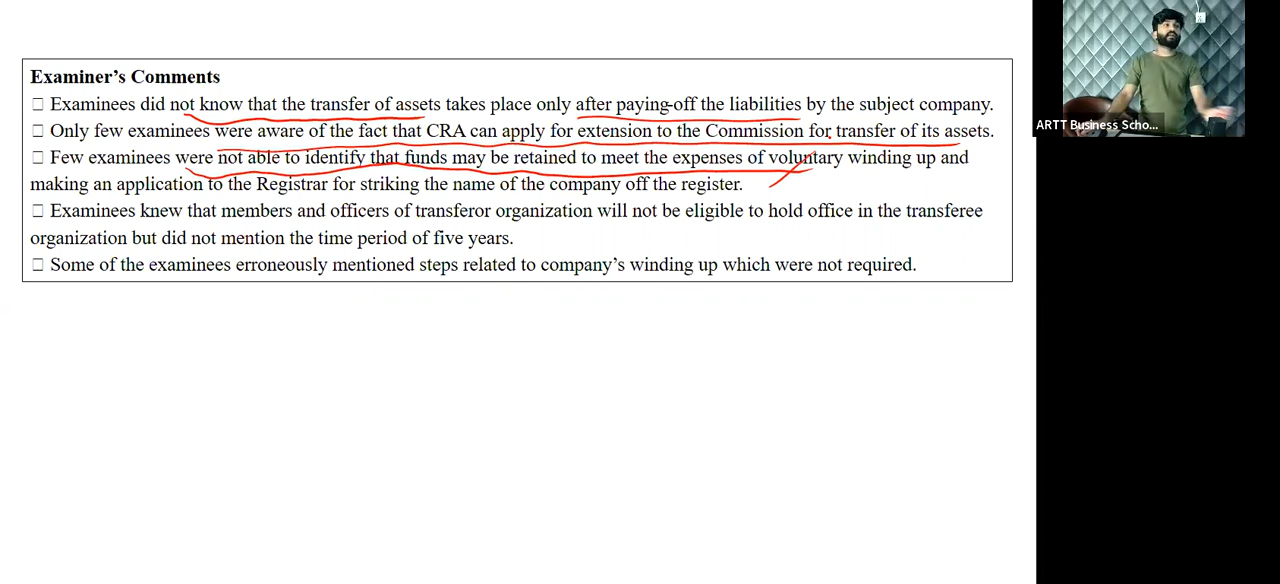 Examiner's Comments
□ Examinees did not know that the transfer of assets takes place only after paying-off the liabilities by the subject company.
□ Only few examinees were aware of the fact that CRA can apply for extension to the Commission for transfer of its assets.
□ Few examinees were not able to identify that funds may be retained to meet the expenses of voluntary winding up and
making an application to the Registrar for striking the name of the company off the register.
□ Examinees knew that members and officers of transferor organization will not be eligible to hold office in the transferee
organization but did not mention the time period of five years.
□ Some of the examinees erroneously mentioned steps related to company's winding up which were not required.
ARTT Business Scho...